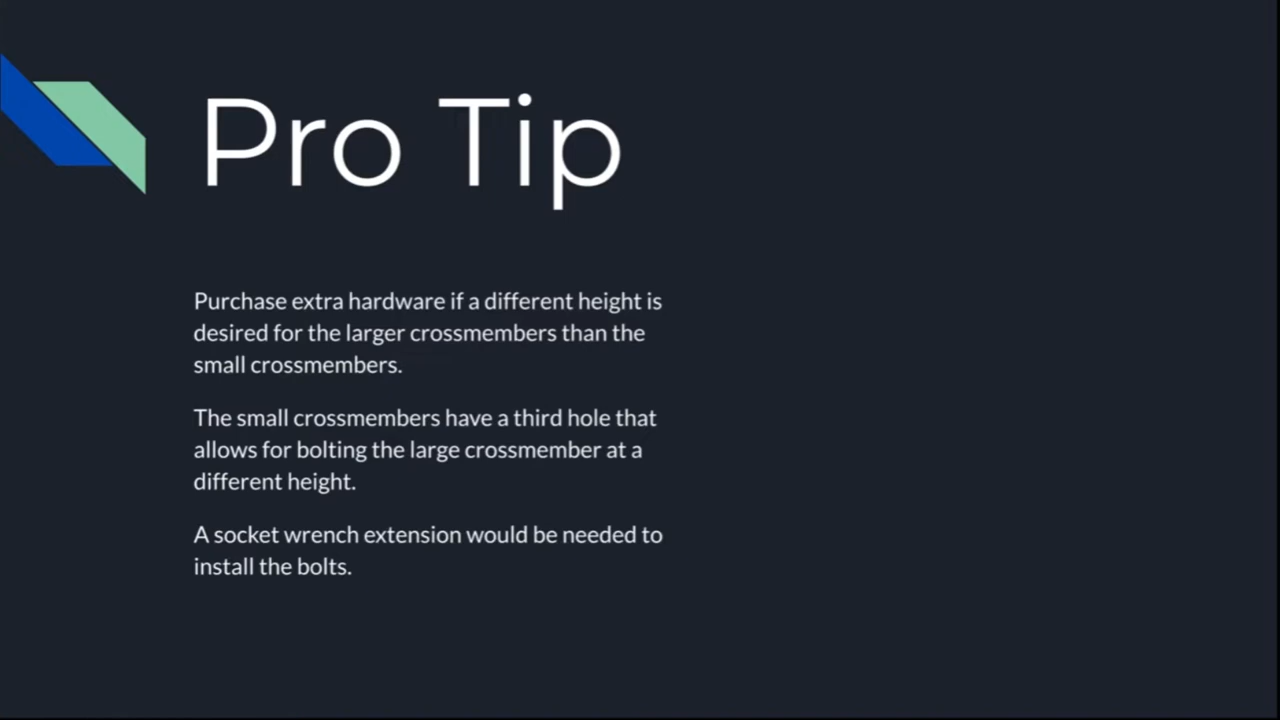 Pro Tip
Purchase extra hardware if a different height is
desired for the larger crossmembers than the
small crossmembers.
The small crossmembers have a third hole that
allows for bolting the large crossmember at a
different height.
A socket wrench extension would be needed to
install the bolts.